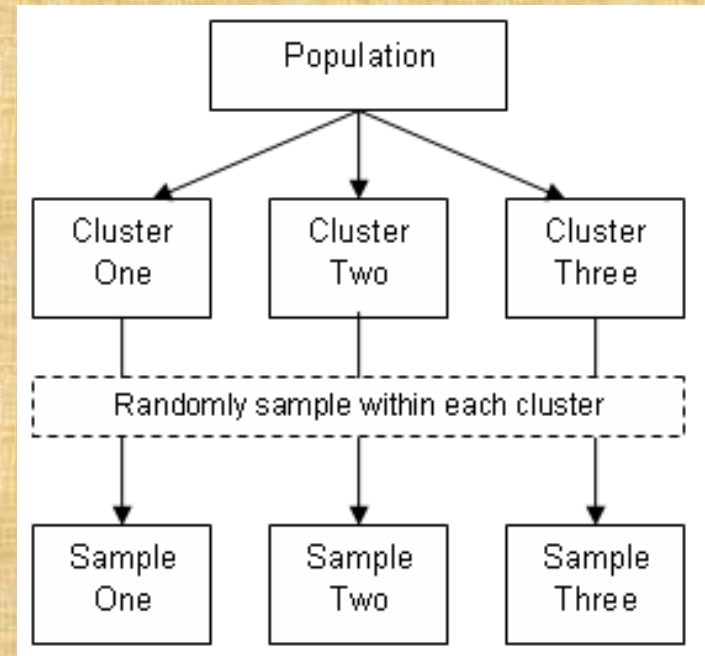 Population
Cluster
One
Cluster
Two
Cluster
Three
Randomly sample within each cluster
Sample
One
Sample
Two
Sample
Three